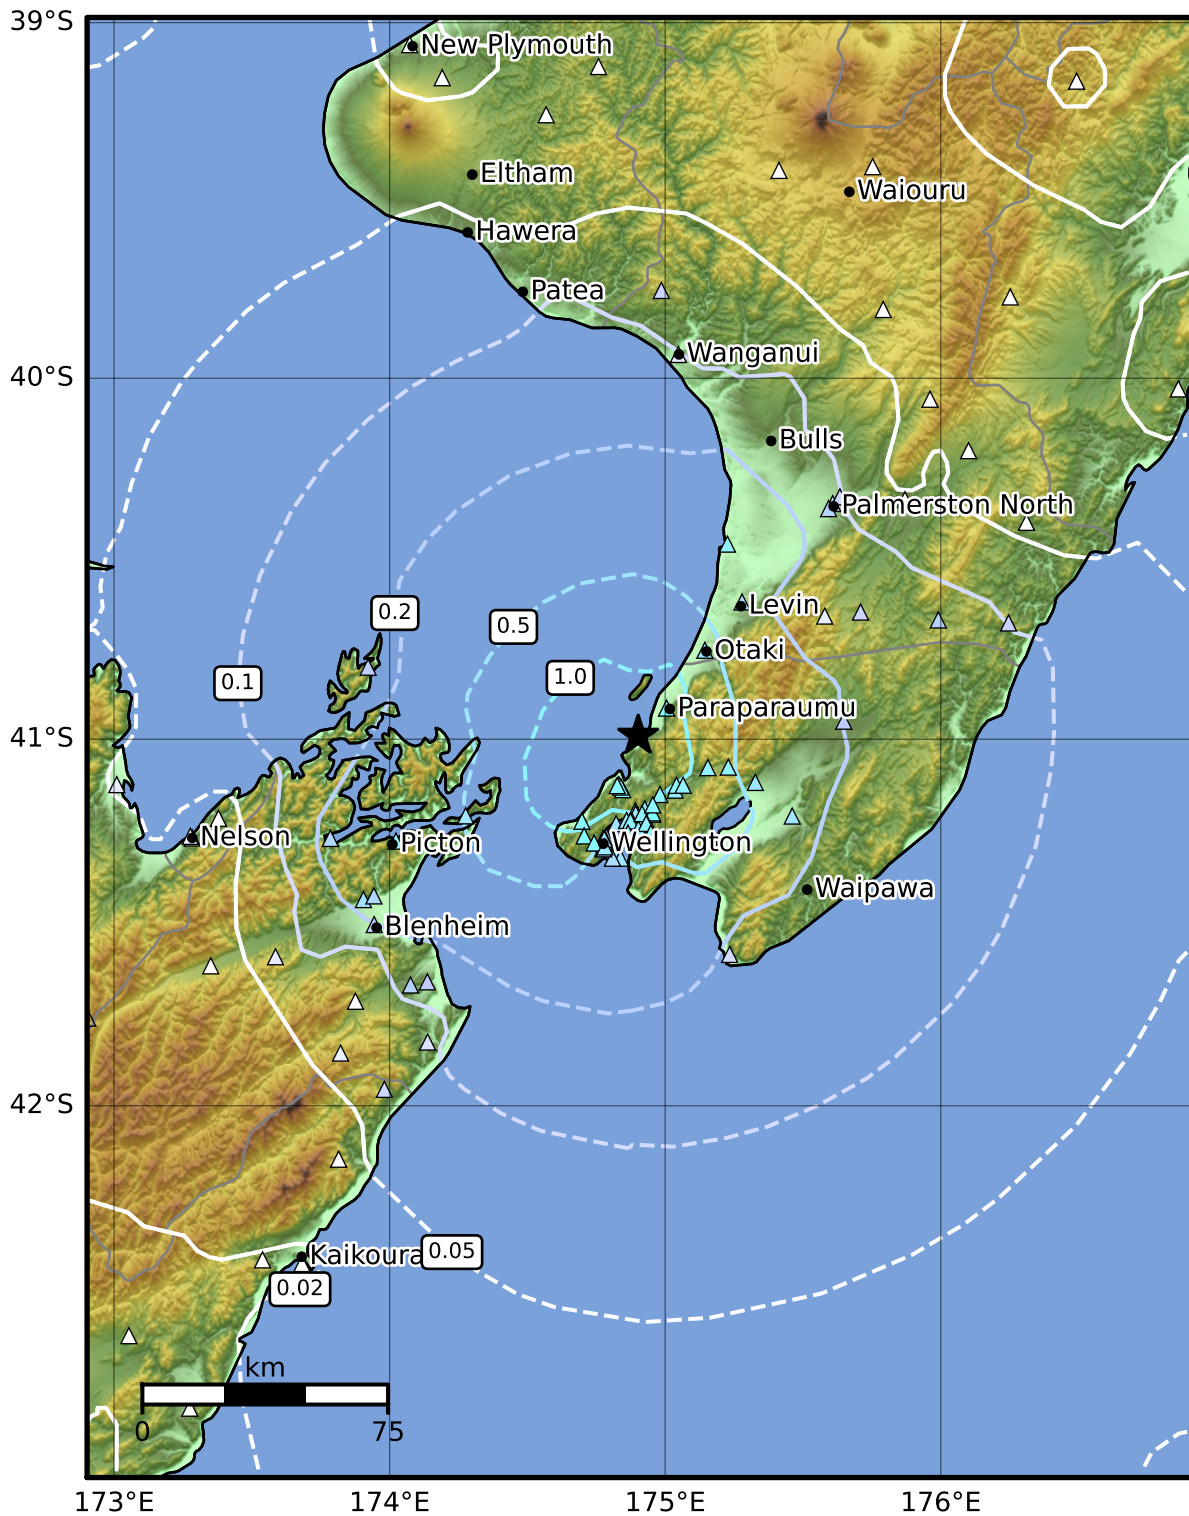 39°S
New Plymouth
Eltham
Waiouru
Hawera
Patea
Wanganui
40°S
Bulls
Palmerston North
Levin
0.2
0.5
Otaki
0.1
1.0
Paraparaumu
41°S
Nelson
Picton
Wellington
Waipawa
Blenheim
42°S
Kaikoura
0.05
0.02
km
0
75
173°E
174°E
175°E
176°E